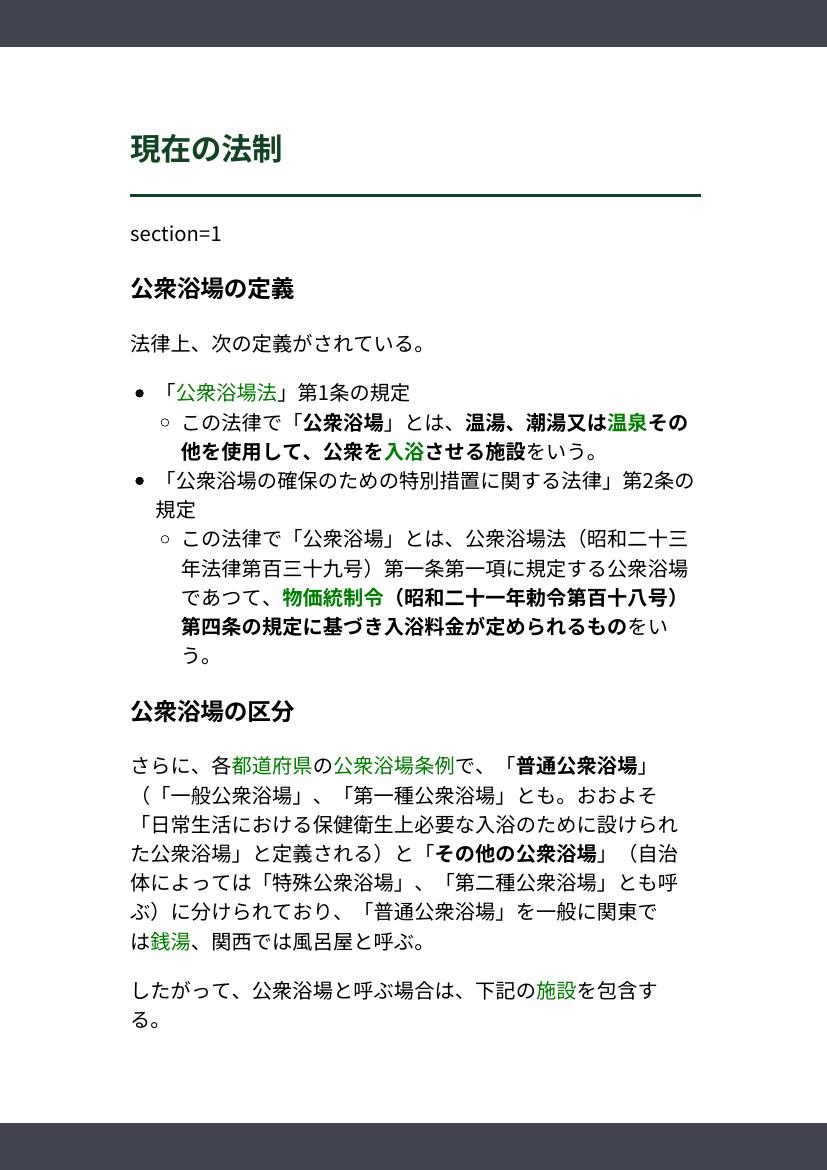 現在の法制
section=1
公衆浴場の定義
法律上、次の定義がされている。
「公衆浴場法」第1条の規定
この法律で「公衆浴場」とは、温湯、潮湯又は温泉その
他を使用して、公衆を入浴させる施設をいう。
「公衆浴場の確保のための特別措置に関する法律」第2条の
規定
この法律で「公衆浴場」とは、公衆浴場法（昭和二十三
年法律第百三十九号）第一条第一項に規定する公衆浴場
であつて、物価統制令（昭和二十一年勅令第百十八号）
第四条の規定に基づき入浴料金が定められるものをい
う。
公衆浴場の区分
さらに、各都道府県の公衆浴場条例で、「普通公衆浴場」
（「一般公衆浴場」、「第一種公衆浴場」とも。おおよそ
「日常生活における保健衛生上必要な入浴のために設けられ
た公衆浴場」と定義される）と「その他の公衆浴場」（自治
体によっては「特殊公衆浴場」、「第二種公衆浴場」とも呼
ぶ）に分けられており、「普通公衆浴場」を一般に関東で
は銭湯、関西では風呂屋と呼ぶ。
したがって、公衆浴場と呼ぶ場合は、下記の施設を包含す
る。